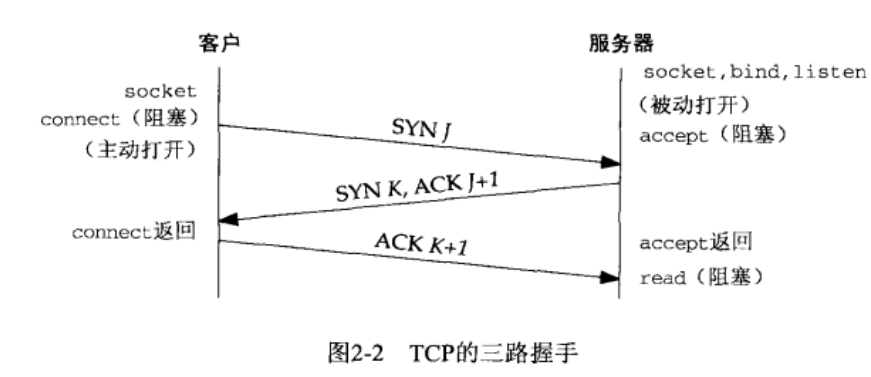 客户
服务器
socket
connect（阻塞）
（主动打开）
socket,bind,listen
（被动打开）
accept（阻塞）
SYN J
SYN K, ACK J+1
connect返回
ACK K+1
accept返回
read（阻塞）
图2-2 TCP的三路握手